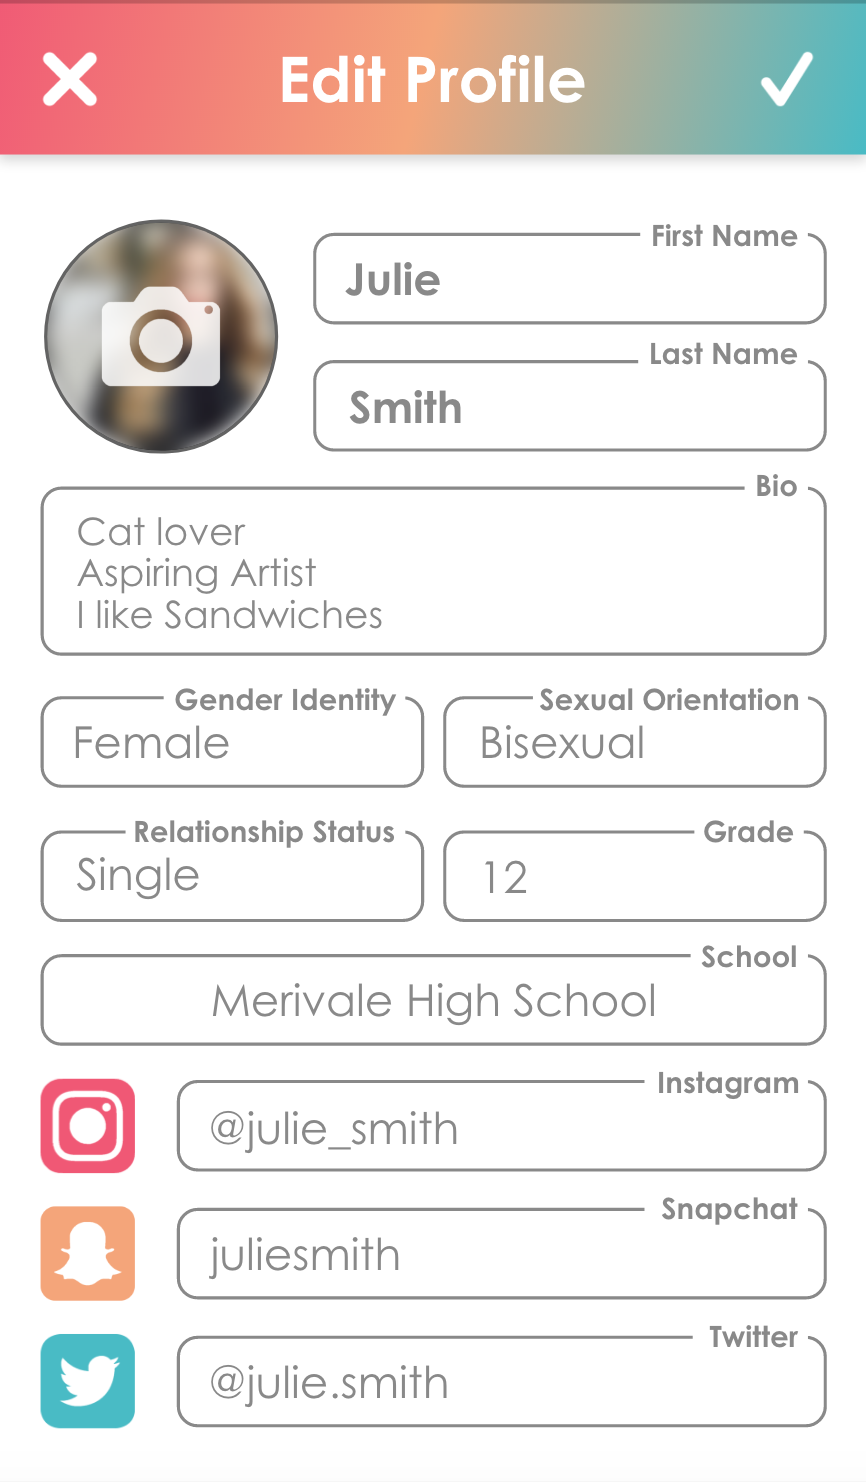 Edit Profile
First Name
Julie
Last Name
Smith
Bio
Cat lover
Aspiring Artist
I like Sandwiches
Gender Identity
Female
Sexual Orientation
Bisexual
Relationship Status
Single
Grade
12
School
Merivale High School
Instagram
@julie_smith
Snapchat
juliesmith
Twitter
@julie.smith